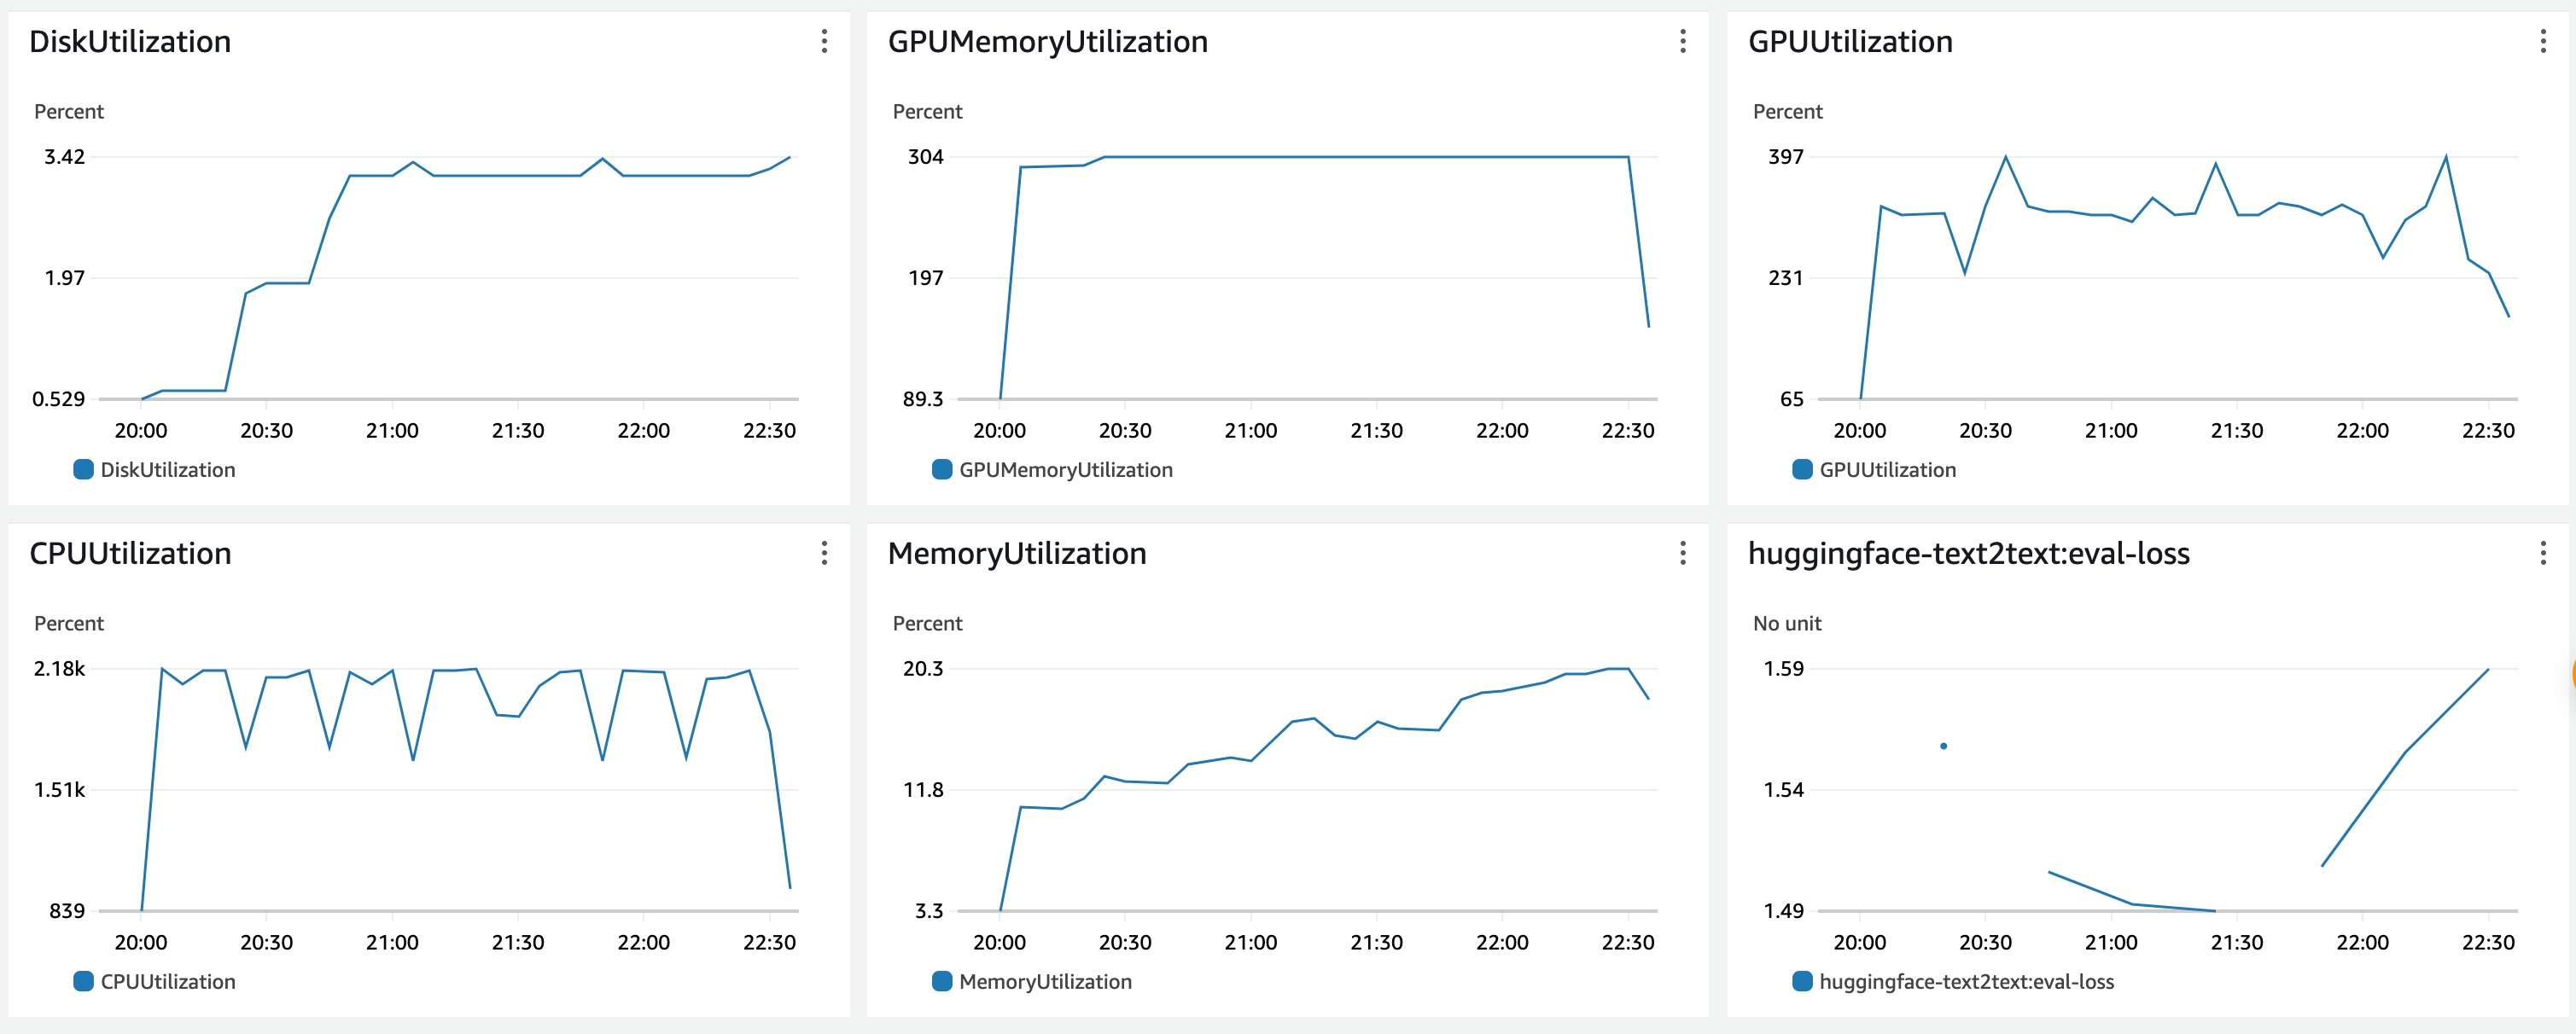 DiskUtilization
Percent
3.42
1.97
0.529
20:00 20:30 21:00 21:30 22:00 22:30
DiskUtilization
GPUMemoryUtilization
Percent
304
197
89.3
20:00 20:30 21:00 21:30 22:00 22:30
GPUMemoryUtilization
GPUUtilization
Percent
397
231
65
20:00 20:30 21:00 21:30 22:00 22:30
GPUUtilization
CPUUtilization
Percent
2.18k
1.51k
839
20:00 20:30 21:00 21:30 22:00 22:30
CPUUtilization
MemoryUtilization
Percent
20.3
11.8
3.3
20:00 20:30 21:00 21:30 22:00 22:30
MemoryUtilization
huggingface-text2text:eval-loss
No unit
1.59
1.54
1.49
20:00 20:30 21:00 21:30 22:00 22:30
huggingface-text2text:eval-loss